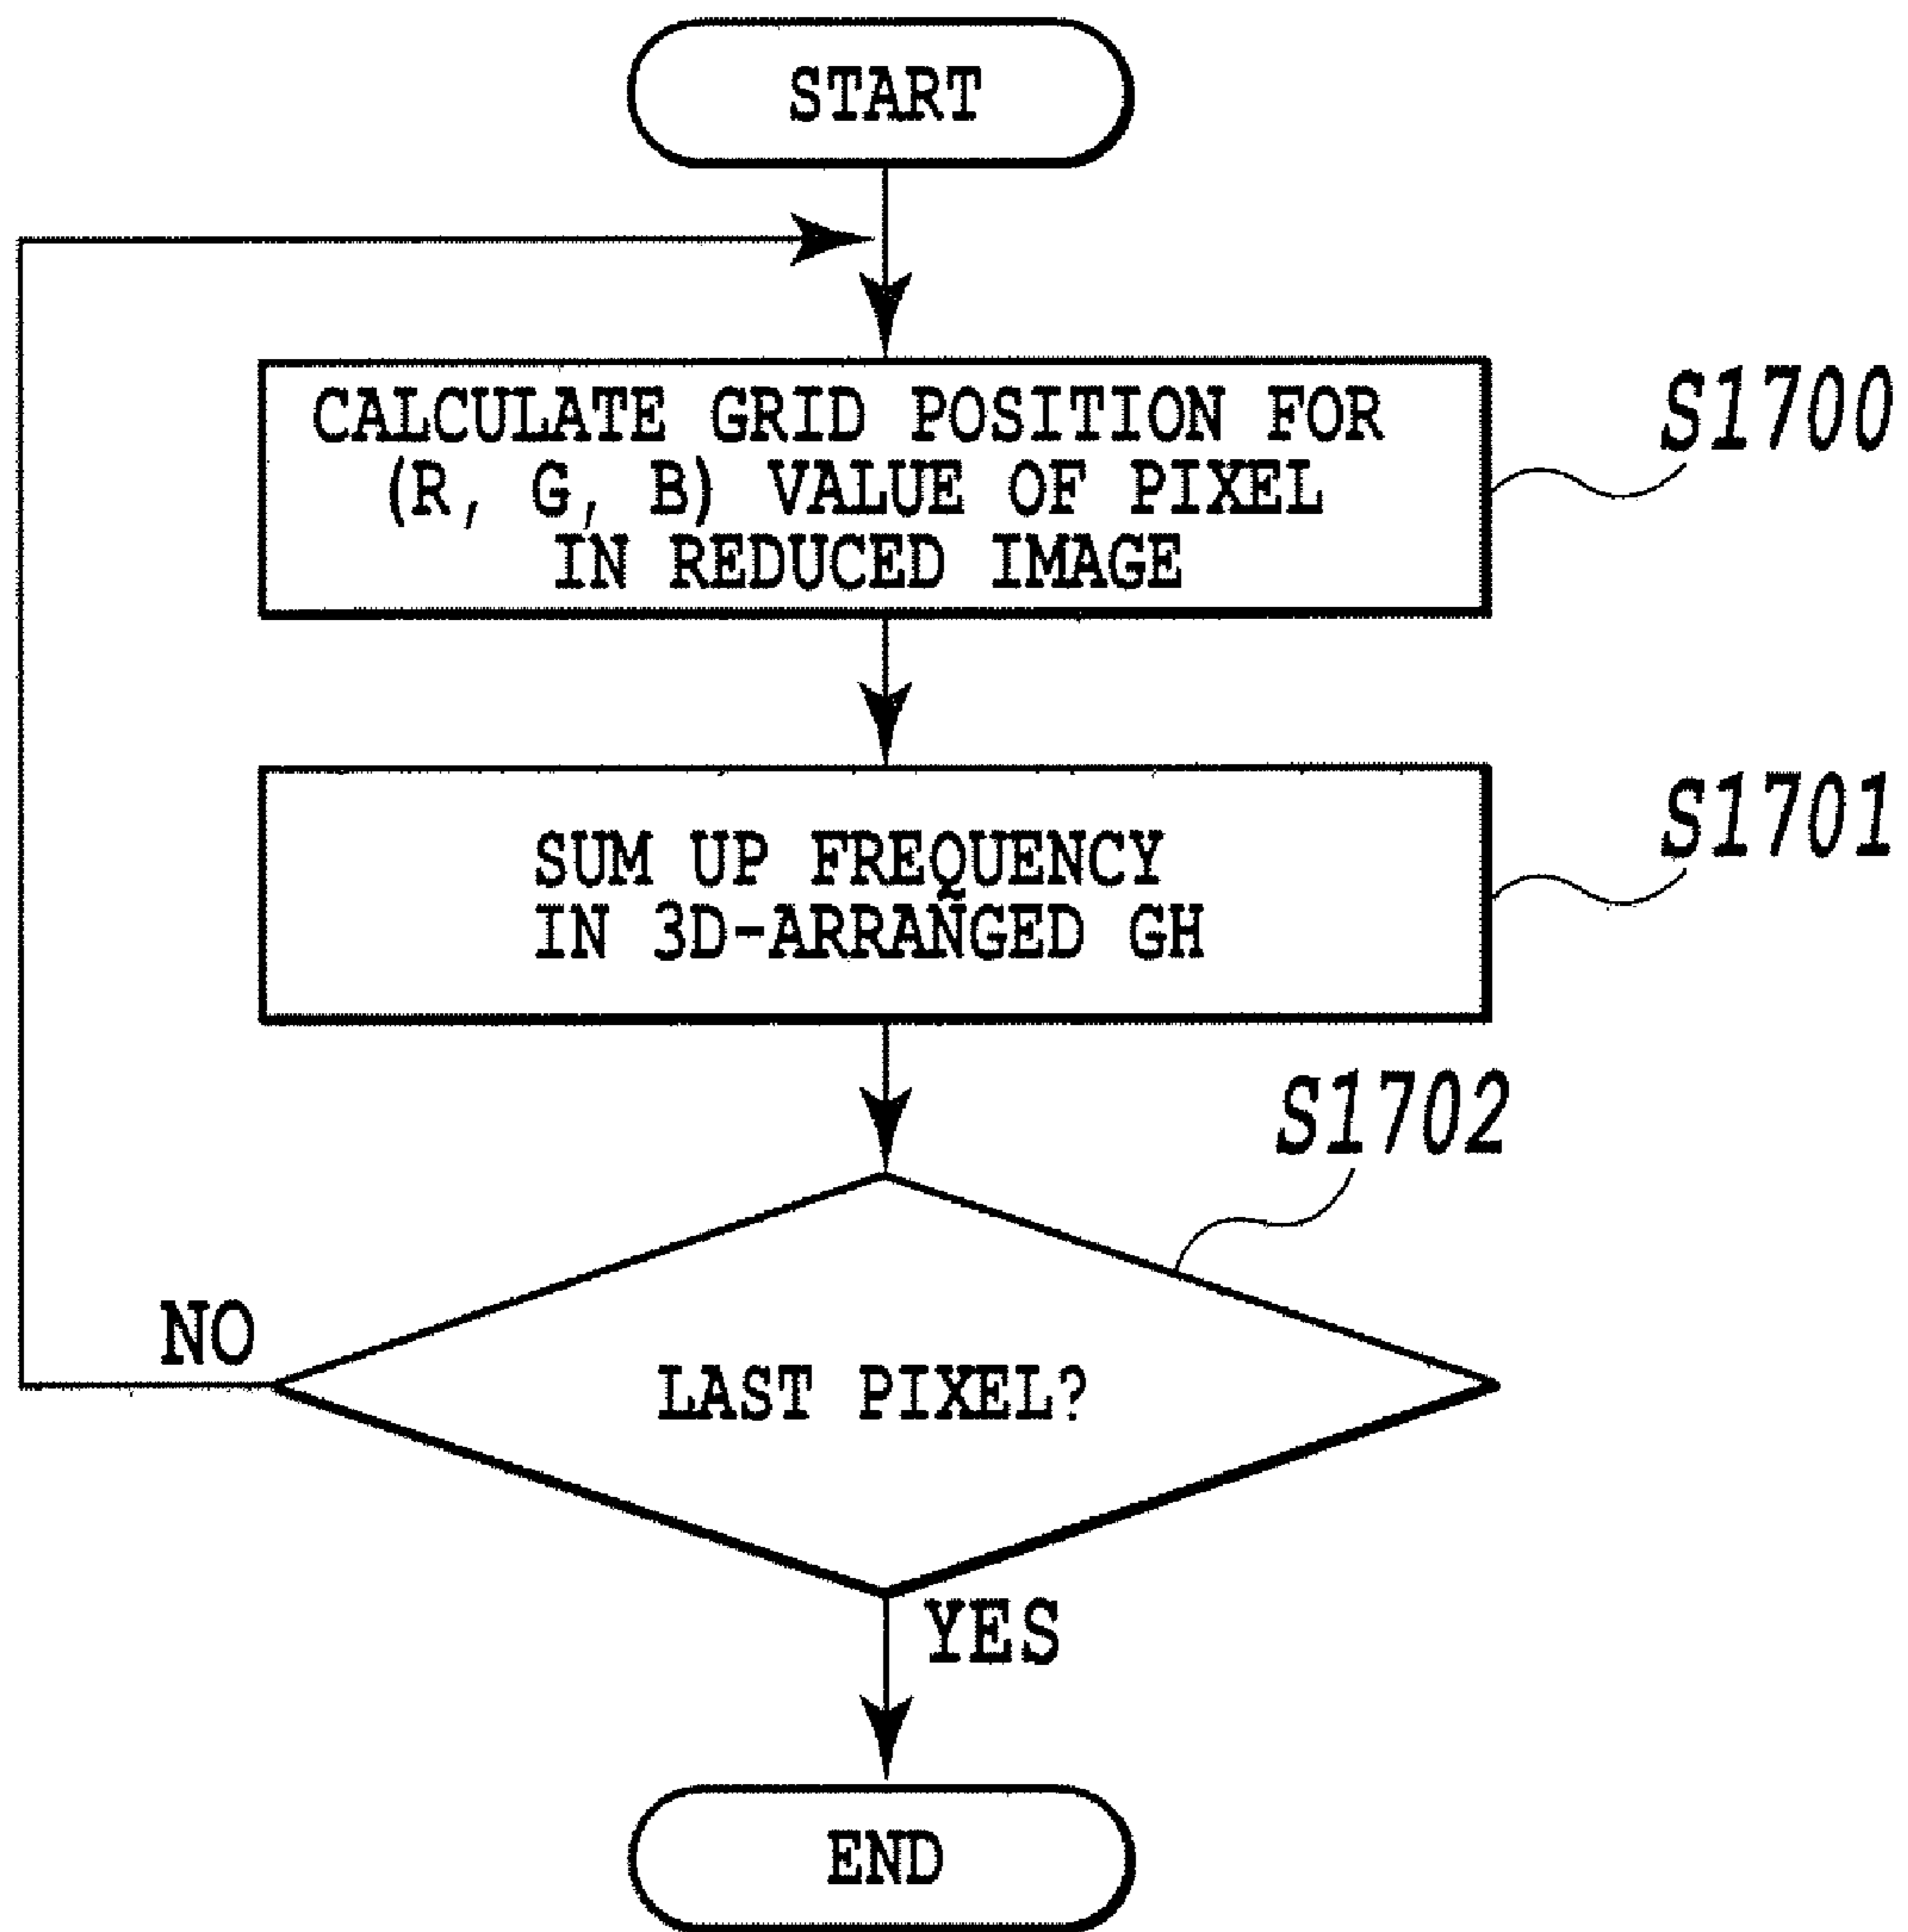 START
CALCULATE GRID POSITION FOR
(R, G, B) VALUE OF PIXEL
IN REDUCED IMAGE
S1700
SUM UP FREQUENCY
IN 3D-ARRANGED GH
S1701
S1702
LAST PIXEL?
NO
YES
END